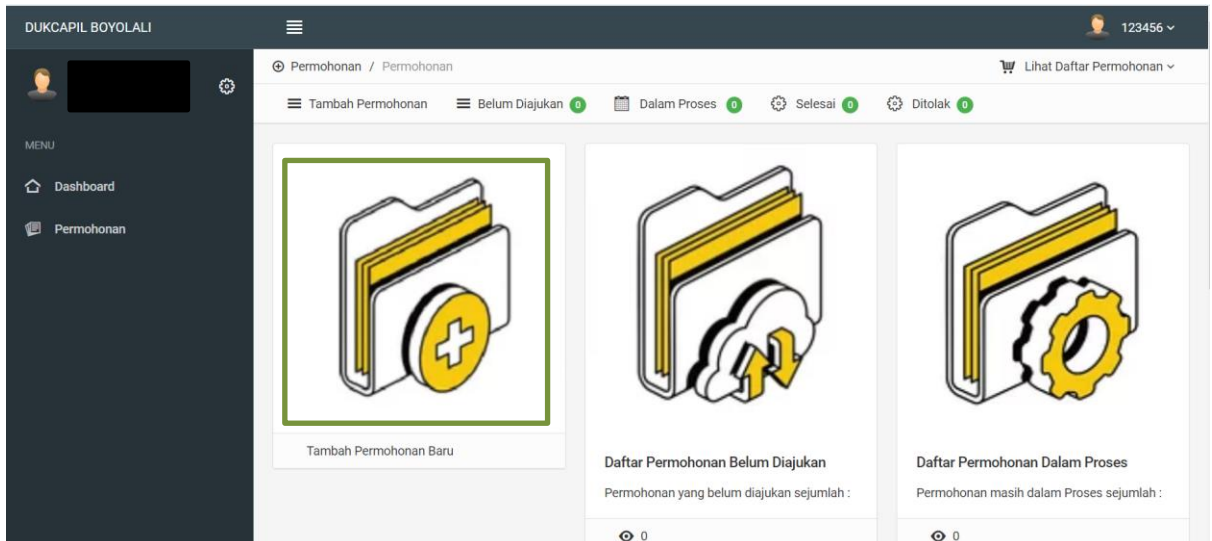 DUKCAPIL BOYOLALI
123456
Permohonan / Permohonan
Lihat Daftar Permohonan
Tambah Permohonan
Belum Diajukan 0
Dalam Proses 0
Selesai 0
Ditolak 0
MENU
Dashboard
Permohonan
Tambah Permohonan Baru
Daftar Permohonan Belum Diajukan
Permohonan yang belum diajukan sejumlah :
0
Daftar Permohonan Dalam Proses
Permohonan masih dalam Proses sejumlah :
0